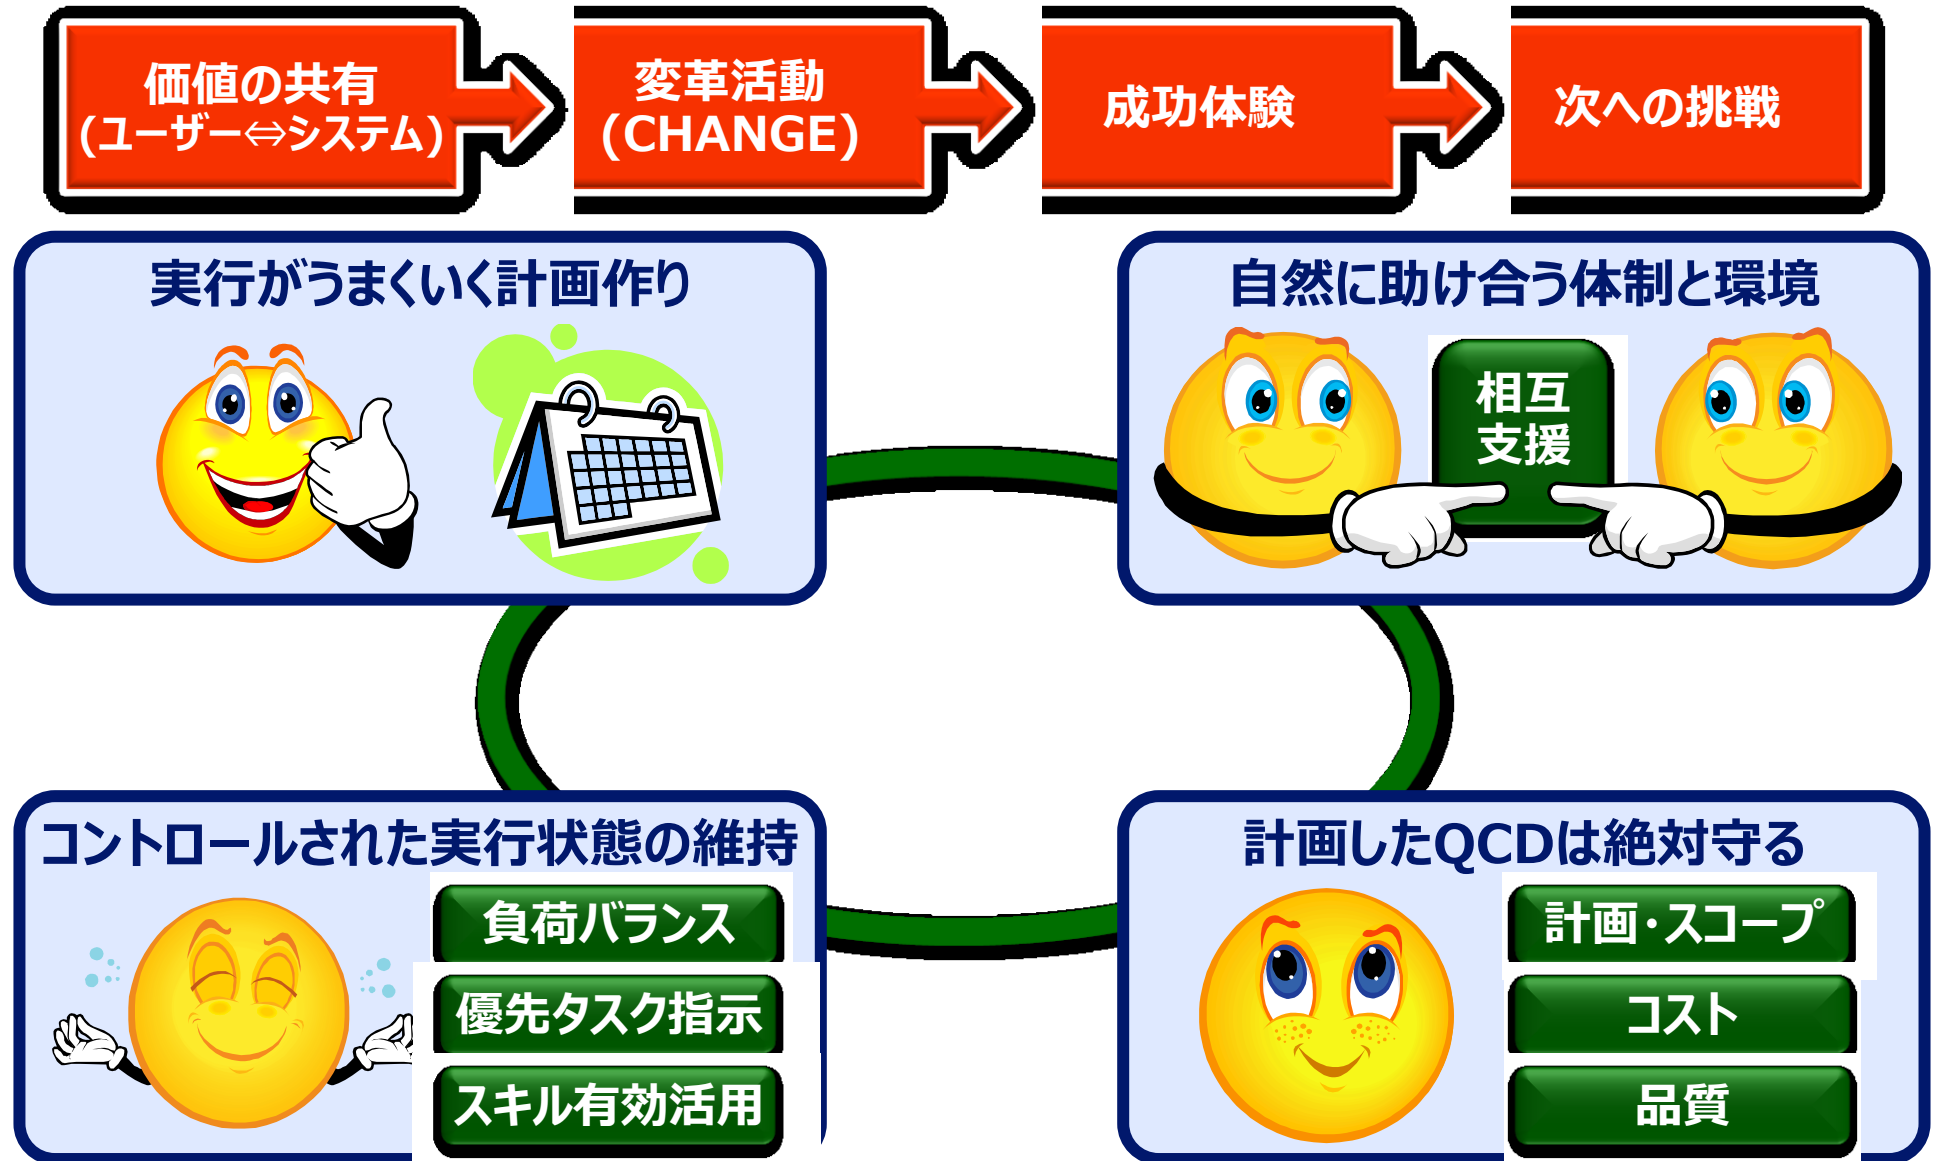 価値の共有
(ユーザー⇔システム)
変革活動
(CHANGE)
成功体験
次への挑戦
実行がうまくいく計画作り
自然に助け合う体制と環境
相互
支援
コントロールされた実行状態の維持
負荷バランス
優先タスク指示
スキル有効活用
計画したQCDは絶対守る
計画・スコープ
コスト
品質